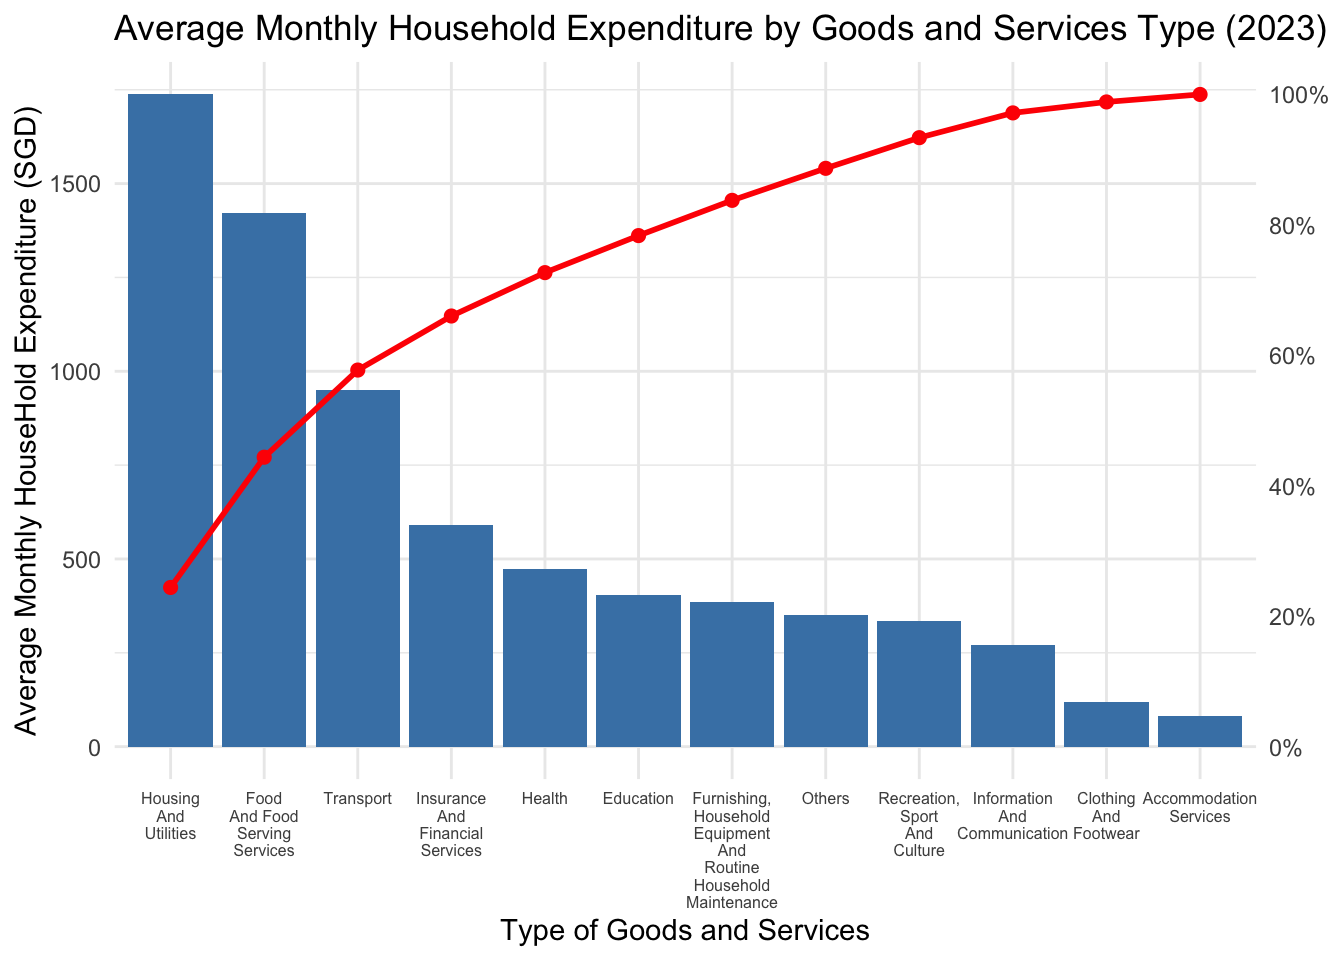 Average Monthly Household Expenditure by Goods and Services Type (2023)
Average Monthly HouseHold Expenditure (SGD)
1500
1000
500
0
100%
80%
60%
40%
20%
0%
Housing
And
Utilities
Food
And Food
Serving
Services
Transport
Insurance
And
Financial
Services
Health
Education
Furnishing,
Household
Equipment
And
Routine
Household
Maintenance
Others
Recreation,
Sport
And
Culture
Information
And
Communication
Clothing
And
Footwear
Accommodation
Services
Type of Goods and Services